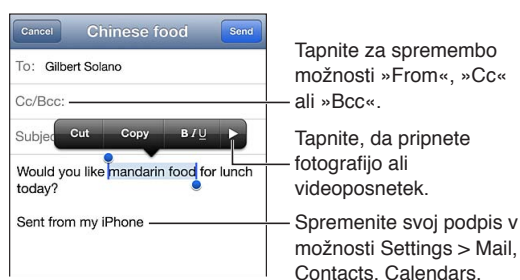 Cancel Chinese food Send
To: Gilbert Solano
Cc/Bcc:
Subjec
Cut Copy B I U
Would you like mandarin food for lunch
today?
Sent from my iPhone
Tapnite za spremembo
možnosti »From«, »Cc«
ali »Bcc«.
Tapnite, da pripnete
fotografijo ali
videoposnetek.
Spremenite svoj podpis v
možnosti Settings > Mail,
Contacts, Calendars.